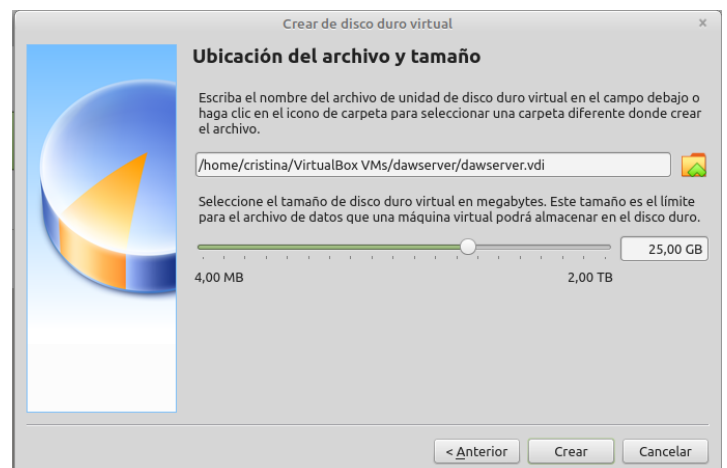 Crear de disco duro virtual
Ubicación del archivo y tamaño
Escriba el nombre del archivo de unidad de disco duro virtual en el campo debajo o
haga clic en el icono de carpeta para seleccionar una carpeta diferente donde crear
el archivo.
/home/cristina/VirtualBox VMs/dawserver/dawserver.vdi
Seleccione el tamaño de disco duro virtual en megabytes. Este tamaño es el límite
para el archivo de datos que una máquina virtual podrá almacenar en el disco duro.
25,00 GB
4,00 MB 2,00 TB
< Anterior Crear Cancelar